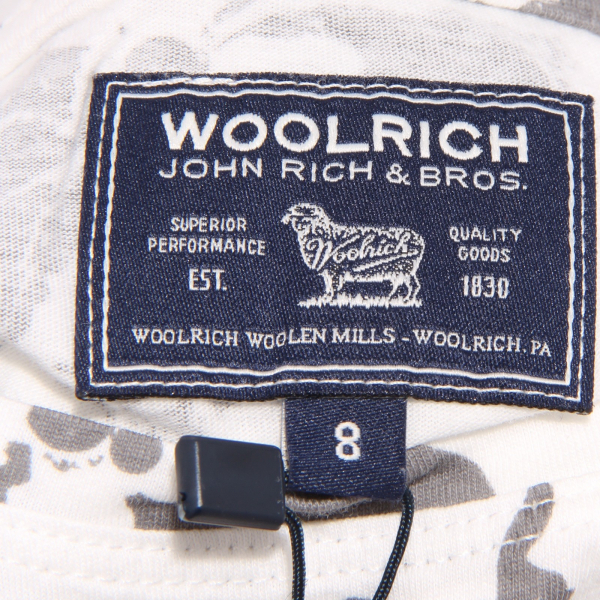 WOOLRICH
JOHN RICH & BROS.
SUPERIOR
PERFORMANCE
EST.
Woolrich
QUALITY
GOODS
1830
WOOLRICH WOOLEN MILLS - WOOLRICH, PA
8